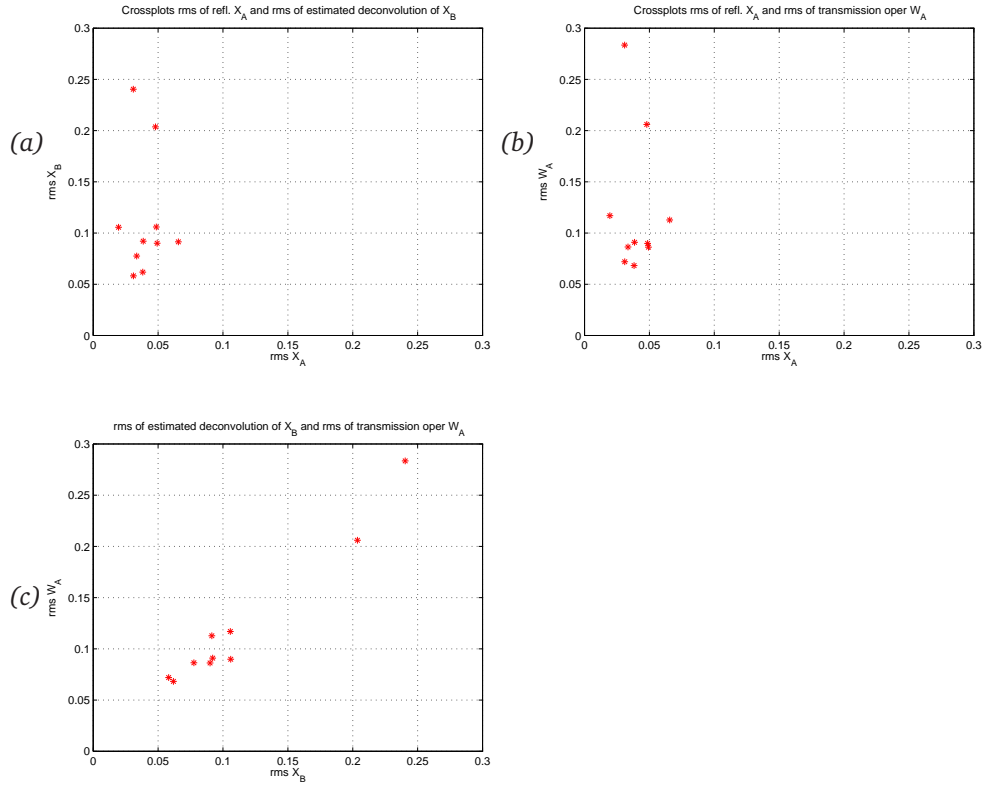 Crossplots rms of refl. X_A and rms of estimated deconvolution of X_B
0.3
0.25
0.2
0.15
0.1
0.05
0
(a)
rms X_B
0 0.05 0.1 0.15 0.2 0.25 0.3
rms X_A
Crossplots rms of refl. X_A and rms of transmission oper W_A
0.3
0.25
0.2
0.15
0.1
0.05
0
(b)
rms W_A
0 0.05 0.1 0.15 0.2 0.25 0.3
rms X_A
rms of estimated deconvolution of X_B and rms of transmission oper W_A
0.3
0.25
0.2
0.15
0.1
0.05
0
(c)
rms W_A
0 0.05 0.1 0.15 0.2 0.25 0.3
rms X_B